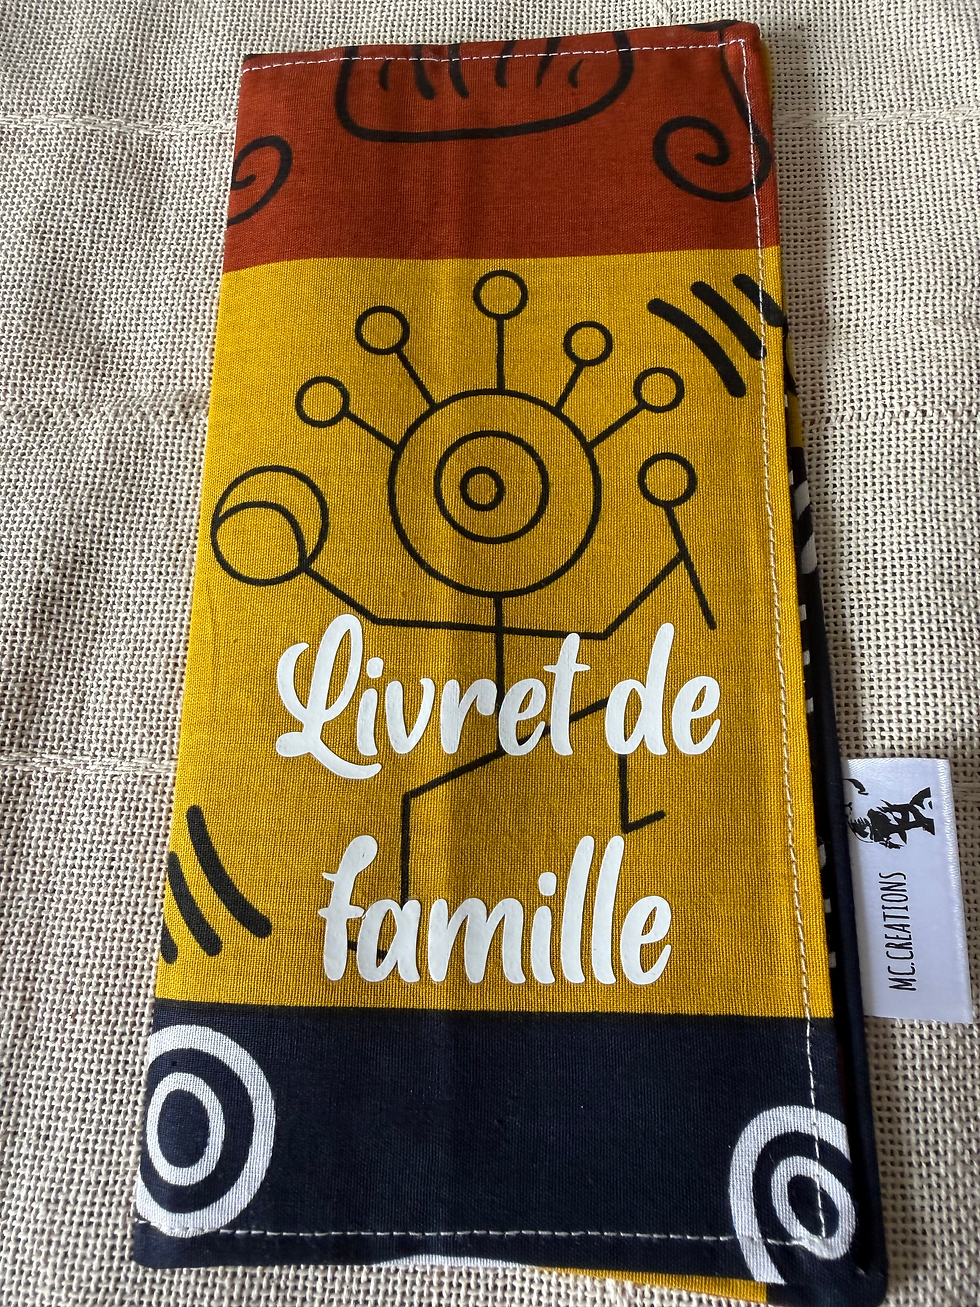 Livret de
famille
MC.CREATIONS